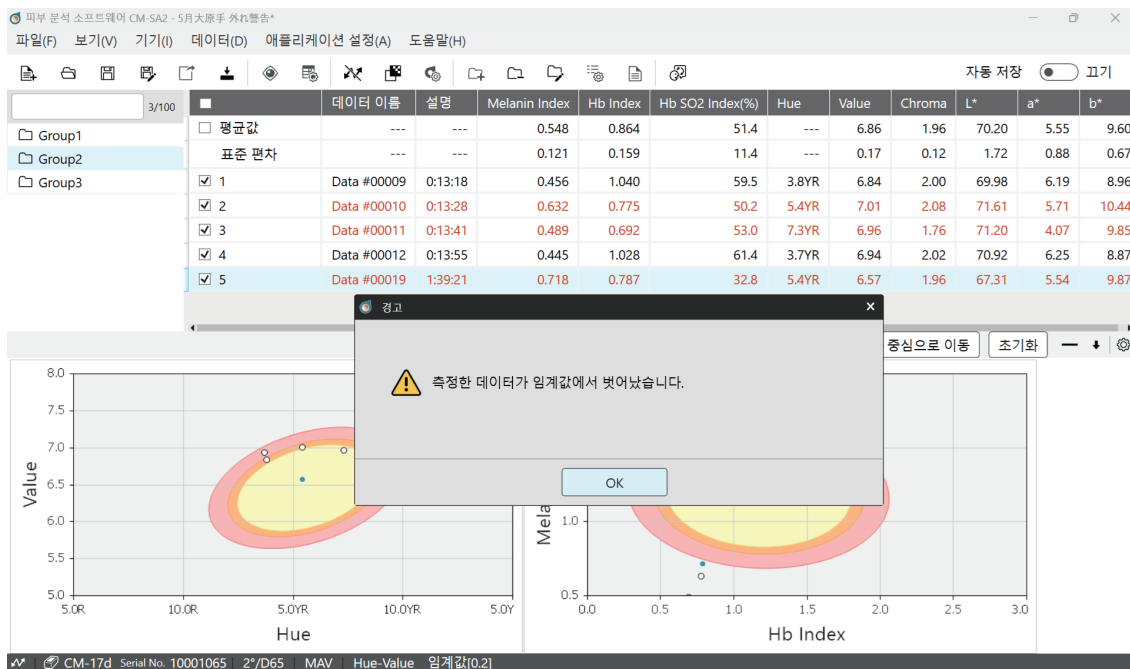 피부 분석 소프트웨어 CM-SA2 - 5月大原手 外れ警告*
파일(F) 보기(V) 기기(I) 데이터(D) 애플리케이션 설정(A) 도움말(H)
자동 저장 끄기
3/100
Group1
Group2
Group3
데이터 이름 설명 Melanin Index Hb Index Hb SO2 Index(%) Hue Value Chroma L* a* b*
평균값 --- --- 0.548 0.864 51.4 --- 6.86 1.96 70.20 5.55 9.60
표준 편차 --- --- 0.121 0.159 11.4 --- 0.17 0.12 1.72 0.88 0.67
1 Data #00009 0:13:18 0.456 1.040 59.5 3.8YR 6.84 2.00 69.98 6.19 8.96
2 Data #00010 0:13:28 0.632 0.775 50.2 5.4YR 7.01 2.08 71.61 5.71 10.44
3 Data #00011 0:13:41 0.489 0.692 53.0 7.3YR 6.96 1.76 71.20 4.07 9.85
4 Data #00012 0:13:55 0.445 1.028 61.4 3.7YR 6.94 2.02 70.92 6.25 8.87
5 Data #00019 1:39:21 0.718 0.787 32.8 5.4YR 6.57 1.96 67.31 5.54 9.87
경고
측정한 데이터가 임계값에서 벗어났습니다.
OK
중심으로 이동 초기화
8.0
7.5
7.0
6.5
6.0
5.5
5.0
Value
5.0R 10.0R 5.0YR 10.0YR 5.0Y
Hue
Mela
1.0
0.5
0.0 0.5 1.0 1.5 2.0 2.5 3.0
Hb Index
CM-17d Serial No. 10001065 2°/D65 MAV Hue-Value 임계값[0.2]